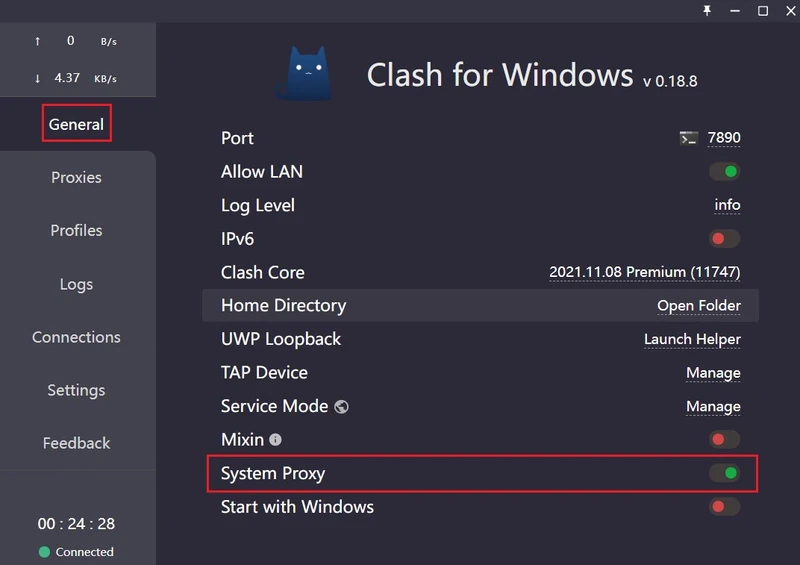 ↑ 0 B/s
↓ 4.37 KB/s
General
Proxies
Profiles
Logs
Connections
Settings
Feedback
00 : 24 : 28
Connected
Clash for Windows v 0.18.8
Port 7890
Allow LAN
Log Level info
IPv6
Clash Core 2021.11.08 Premium (11747)
Home Directory Open Folder
UWP Loopback Launch Helper
TAP Device Manage
Service Mode Manage
Mixin
System Proxy
Start with Windows